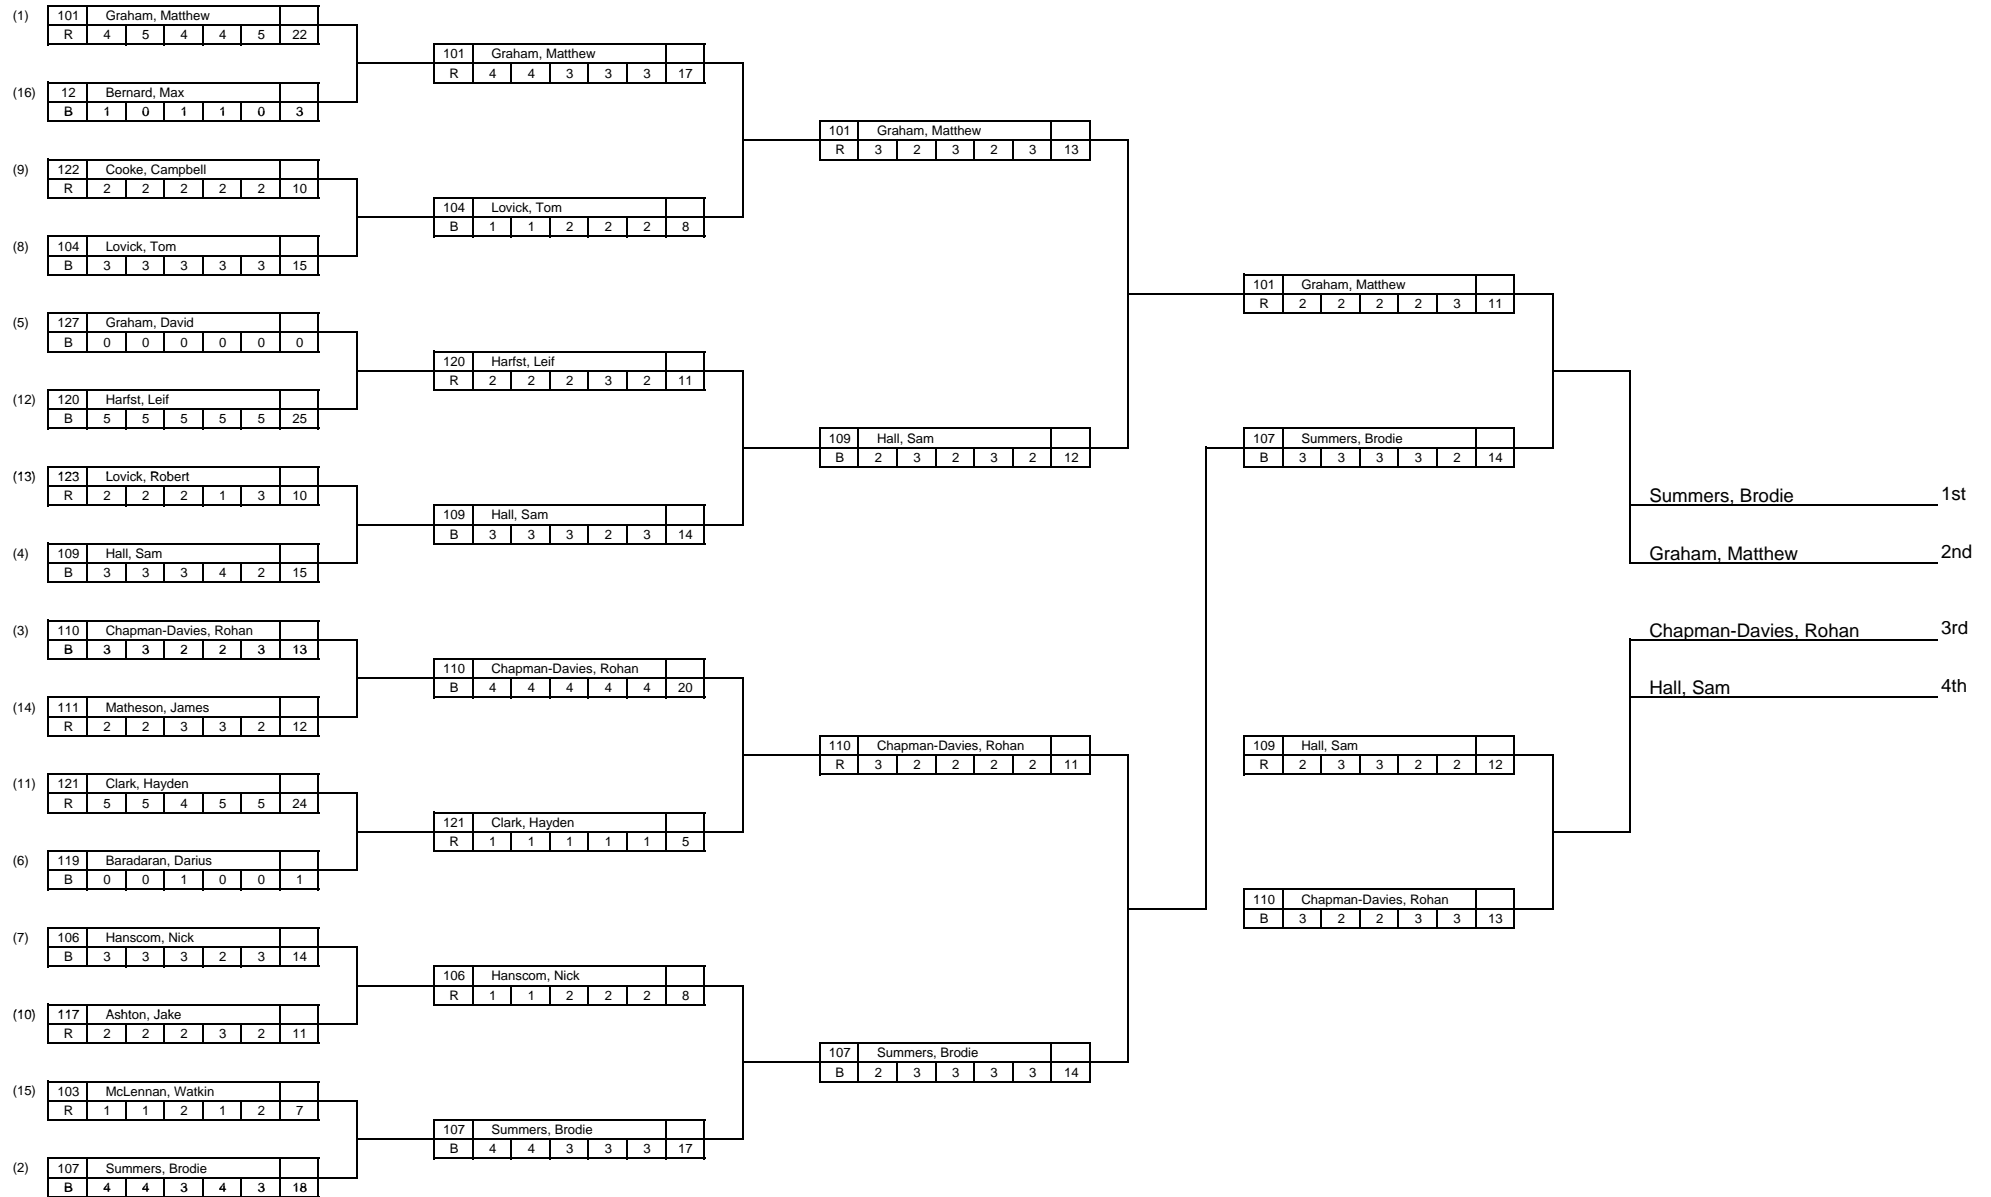 (1) 101 Graham, Matthew
R 4 5 4 4 5 22
(16) 12 Bernard, Max
B 1 0 1 1 0 3
(9) 122 Cooke, Campbell
R 2 2 2 2 2 10
(8) 104 Lovick, Tom
B 3 3 3 3 3 15
(5) 127 Graham, David
B 0 0 0 0 0 0
(12) 120 Harfst, Leif
B 5 5 5 5 5 25
(13) 123 Lovick, Robert
R 2 2 2 1 3 10
(4) 109 Hall, Sam
B 3 3 3 4 2 15
(3) 110 Chapman-Davies, Rohan
B 3 3 2 2 3 13
(14) 111 Matheson, James
R 2 2 3 3 2 12
(11) 121 Clark, Hayden
R 5 5 4 5 5 24
(6) 119 Baradaran, Darius
B 0 0 1 0 0 1
(7) 106 Hanscom, Nick
B 3 3 3 2 3 14
(10) 117 Ashton, Jake
R 2 2 2 3 2 11
(15) 103 McLennan, Watkin
R 1 1 2 1 2 7
(2) 107 Summers, Brodie
B 4 4 3 4 3 18
101 Graham, Matthew
R 4 4 3 3 3 17
104 Lovick, Tom
B 1 1 2 2 2 8
120 Harfst, Leif
R 2 2 2 3 2 11
109 Hall, Sam
B 3 3 3 2 3 14
110 Chapman-Davies, Rohan
B 4 4 4 4 4 20
121 Clark, Hayden
R 1 1 1 1 1 5
106 Hanscom, Nick
R 1 1 2 2 2 8
107 Summers, Brodie
B 4 4 3 3 3 17
101 Graham, Matthew
R 3 2 3 2 3 13
109 Hall, Sam
B 2 3 2 3 2 12
110 Chapman-Davies, Rohan
R 3 2 2 2 2 11
107 Summers, Brodie
B 2 3 3 3 3 14
101 Graham, Matthew
R 2 2 2 2 3 11
107 Summers, Brodie
B 3 3 3 3 2 14
109 Hall, Sam
R 2 3 3 2 2 12
110 Chapman-Davies, Rohan
B 3 2 2 3 3 13
Summers, Brodie 1st
Graham, Matthew 2nd
Chapman-Davies, Rohan 3rd
Hall, Sam 4th